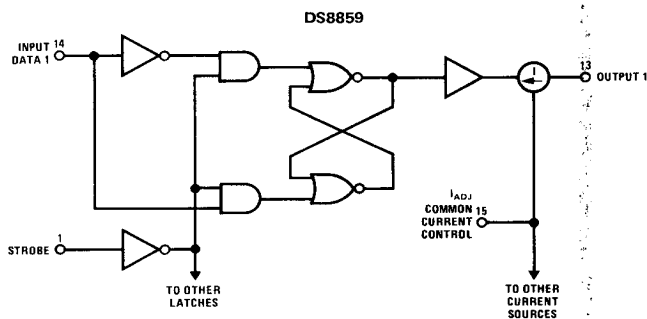 DS8859
INPUT 14
DATA 1
I
13
OUTPUT 1
IADJ
COMMON 15
CURRENT
CONTROL
1
STROBE
TO OTHER
LATCHES
TO OTHER
CURRENT
SOURCES